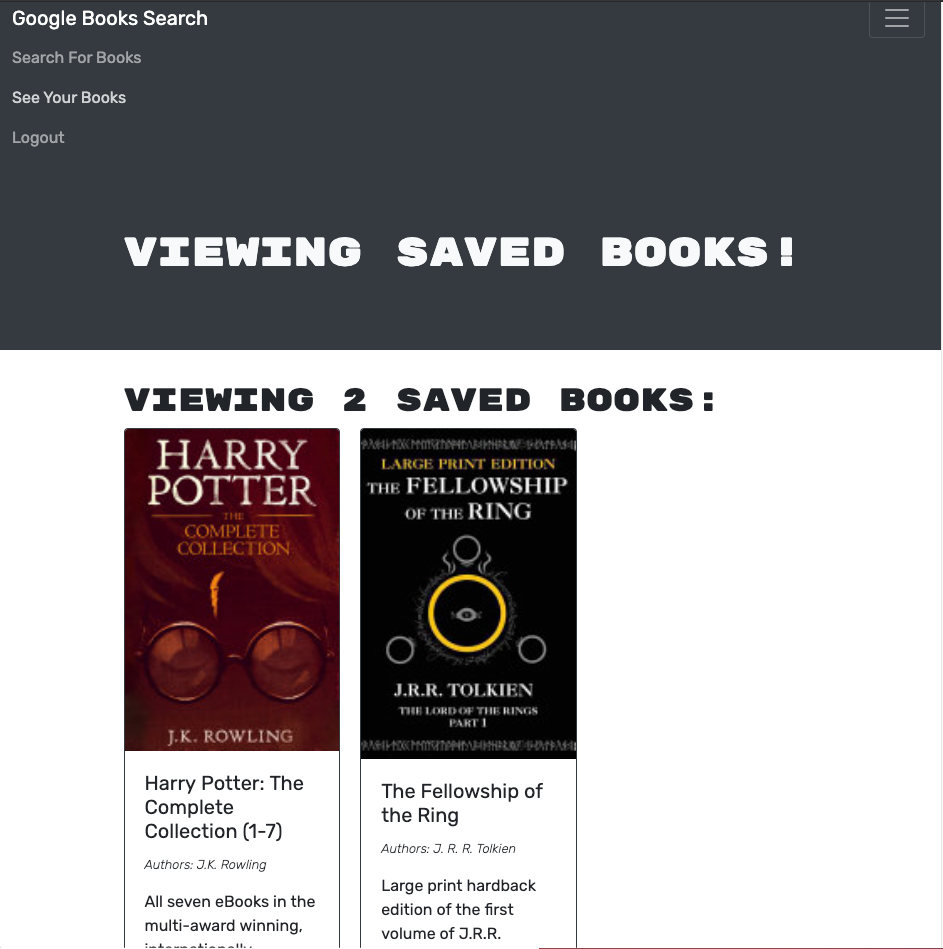 Google Books Search
Search For Books
See Your Books
Logout
VIEWING SAVED BOOKS!
VIEWING 2 SAVED BOOKS:
HARRY
POTTER
THE
COMPLETE
COLLECTION
J.K. ROWLING
Harry Potter: The
Complete
Collection (1-7)
Authors: J.K. Rowling
All seven eBooks in the
multi-award winning,
internationally
LARGE PRINT EDITION
THE FELLOWSHIP
OF THE RING
J.R.R. TOLKIEN
THE LORD OF THE RINGS
PART 1
The Fellowship of
the Ring
Authors: J. R. R. Tolkien
Large print hardback
edition of the first
volume of J.R.R.